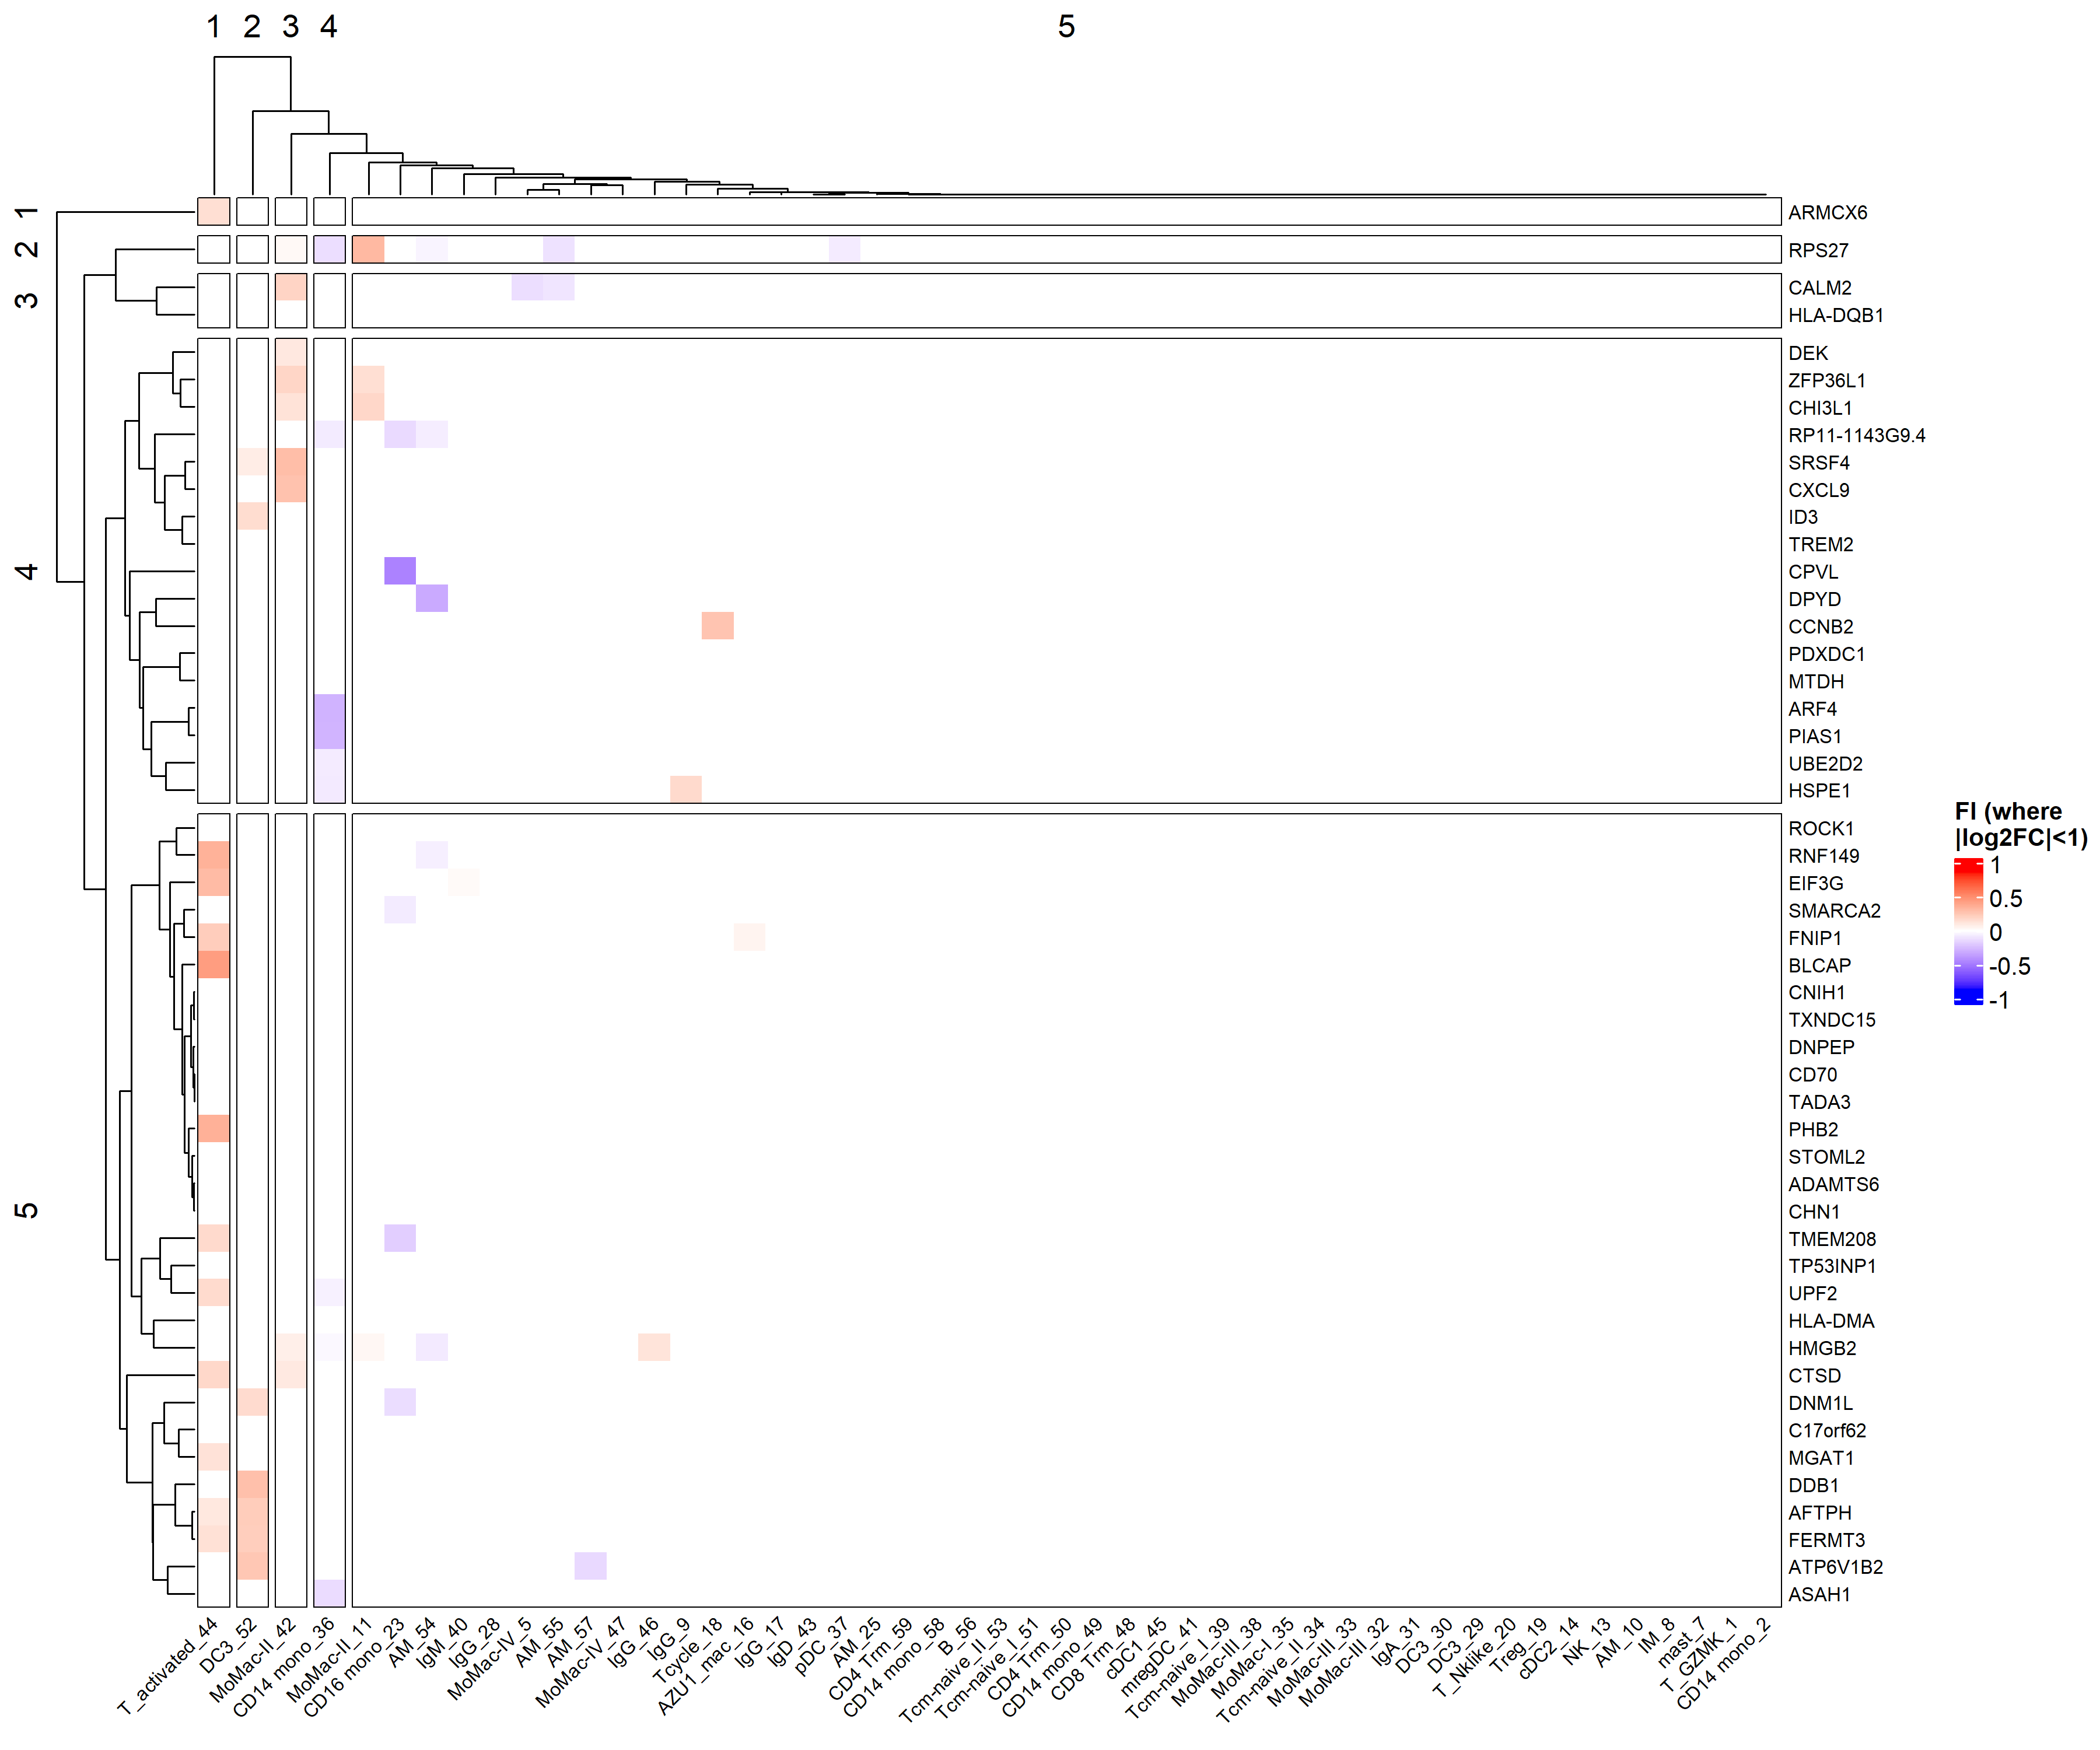 1 2 3 4 5
1
2
3
4
5
ARMCX6
RPS27
CALM2
HLA-DQB1
DEK
ZFP36L1
CHI3L1
RP11-1143G9.4
SRSF4
CXCL9
ID3
TREM2
CPVL
DPYD
CCNB2
PDXDC1
MTDH
ARF4
PIAS1
UBE2D2
HSPE1
ROCK1
RNF149
EIF3G
SMARCA2
FNIP1
BLCAP
CNIH1
TXNDC15
DNPEP
CD70
TADA3
PHB2
STOML2
ADAMTS6
CHN1
TMEM208
TP53INP1
UPF2
HLA-DMA
HMGB2
CTSD
DNM1L
C17orf62
MGAT1
DDB1
AFTPH
FERMT3
ATP6V1B2
ASAH1
FI (where
|log2FC|<1)
1
0.5
0
-0.5
-1
T_activated_44
DC3_52
MoMac-II_42
CD14 mono_36
MoMac-II_11
CD16 mono_23
AM_54
IgM_40
IgG_28
MoMac-IV_5
AM_55
AM_57
MoMac-IV_47
IgG_46
IgG_9
Tcycle_18
AZU1_mac_16
IgG_17
IgD_43
pDC_37
AM_25
CD4 Trm_59
CD14 mono_58
B_56
Tcm-naive_II_53
Tcm-naive_I_51
CD4 Trm_50
CD14 mono_49
CD8 Trm_48
cDC1_45
mregDC_41
Tcm-naive_I_39
MoMac-III_38
MoMac-I_35
Tcm-naive_II_34
MoMac-III_33
MoMac-III_32
IgA_31
DC3_30
DC3_29
T_Nklike_20
Treg_19
cDC2_14
NK_13
AM_10
IM_8
mast_7
T_GZMK_1
CD14 mono_2